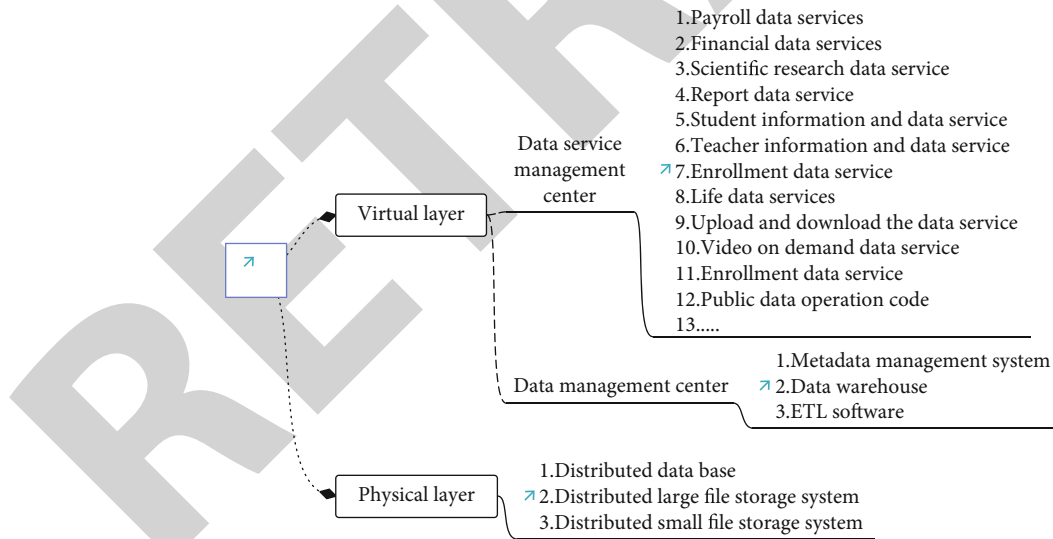 1.Payroll data services
2.Financial data services
3.Scientific research data service
4.Report data service
5.Student information and data service
6.Teacher information and data service
7.Enrollment data service
8.Life data services
9.Upload and download the data service
10.Video on demand data service
11.Enrollment data service
12.Public data operation code
13.....
Data service
management
center
Virtual layer
1.Metadata management system
2.Data warehouse
3.ETL software
Data management center
1.Distributed data base
2.Distributed large file storage system
3.Distributed small file storage system
Physical layer
RETRA